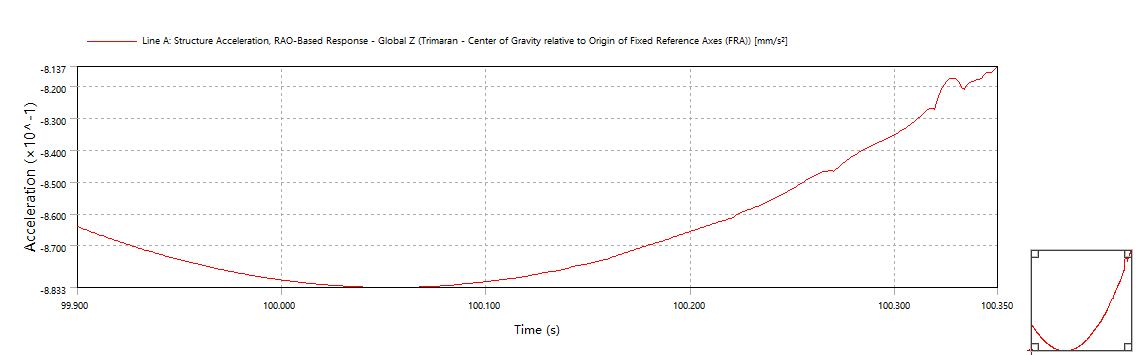 Line A: Structure Acceleration, RAO-Based Response - Global Z (Trimaran - Center of Gravity relative to Origin of Fixed Reference Axes (FRA)) [mm/s²]
Acceleration (×10^-1)
-8.137
-8.200
-8.300
-8.400
-8.500
-8.600
-8.700
-8.833
99.900 100.000 100.100 100.200 100.300 100.350
Time (s)